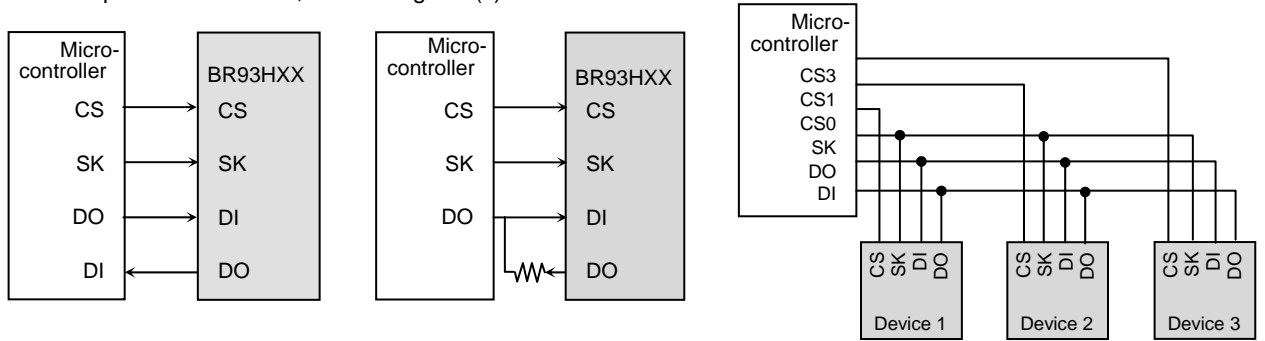 Micro-
controller
CS
SK
DO
DI
BR93HXX
CS
SK
DI
DO
Micro-
controller
CS
SK
DO
BR93HXX
CS
SK
DI
DO
Micro-
controller
CS3
CS1
CS0
SK
DO
DI
CS
SK
DI
DO
Device 1
CS
SK
DI
DO
Device 2
CS
SK
DI
DO
Device 3